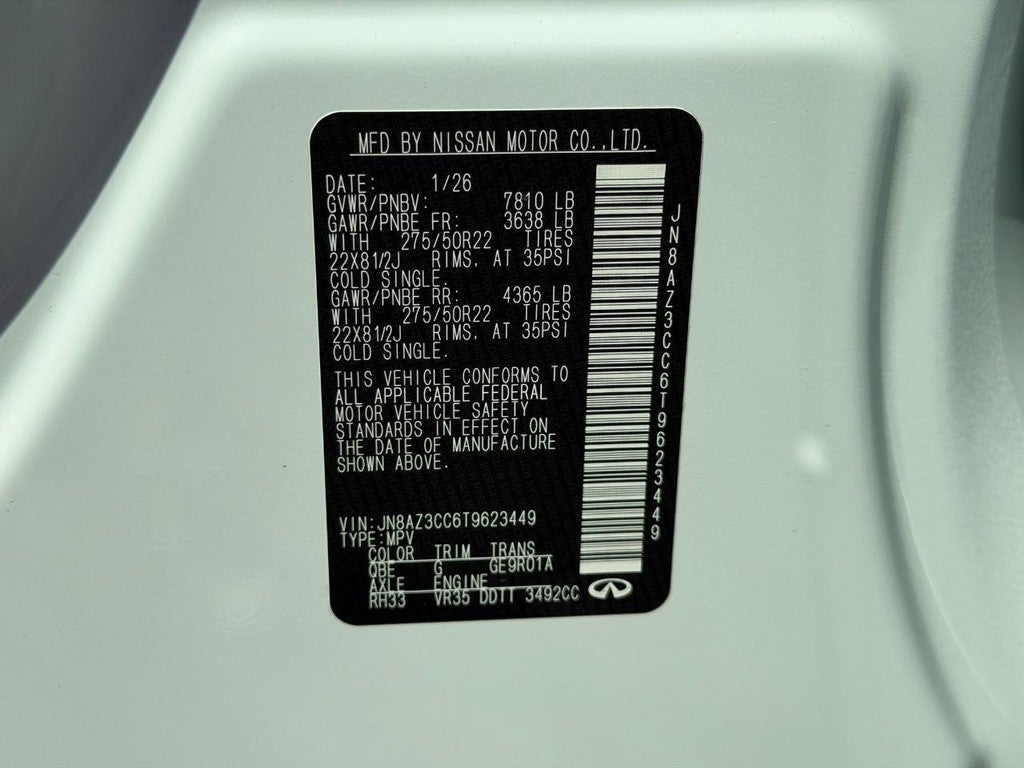 MFD BY NISSAN MOTOR CO.,LTD.
DATE: 1/26
GVWR/PNBV: 7810 LB
GAWR/PNBE FR: 3638 LB
WITH 275/50R22 TIRES
22X81/2J RIMS. AT 35PSI
COLD SINGLE.
GAWR/PNBE RR: 4365 LB
WITH 275/50R22 TIRES
22X81/2J RIMS. AT 35PSI
COLD SINGLE.
THIS VEHICLE CONFORMS TO
ALL APPLICABLE FEDERAL
MOTOR VEHICLE SAFETY
STANDARDS IN EFFECT ON
THE DATE OF MANUFACTURE
SHOWN ABOVE.
VIN:JN8AZ3CC6T9623449
TYPE:MPV
COLOR TRIM TRANS
QBE G GE9R01A
AXLE ENGINE
RH33 VR35 DDTT 3492CC
JN8AZ3CC6T9623449